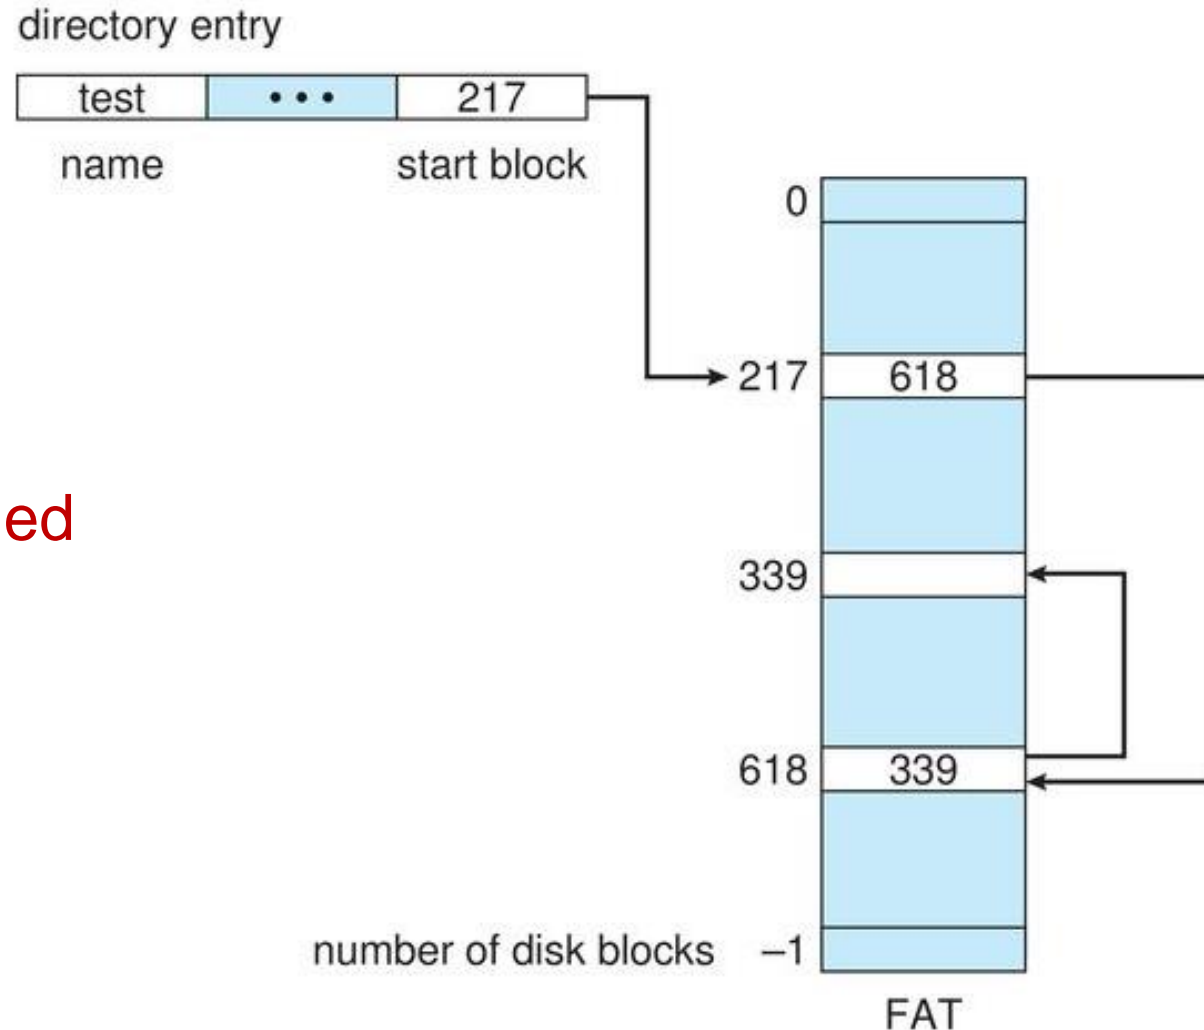 directory entry
test • • • 217
name start block
0
217 618
ed
339
618 339
number of disk blocks –1
FAT